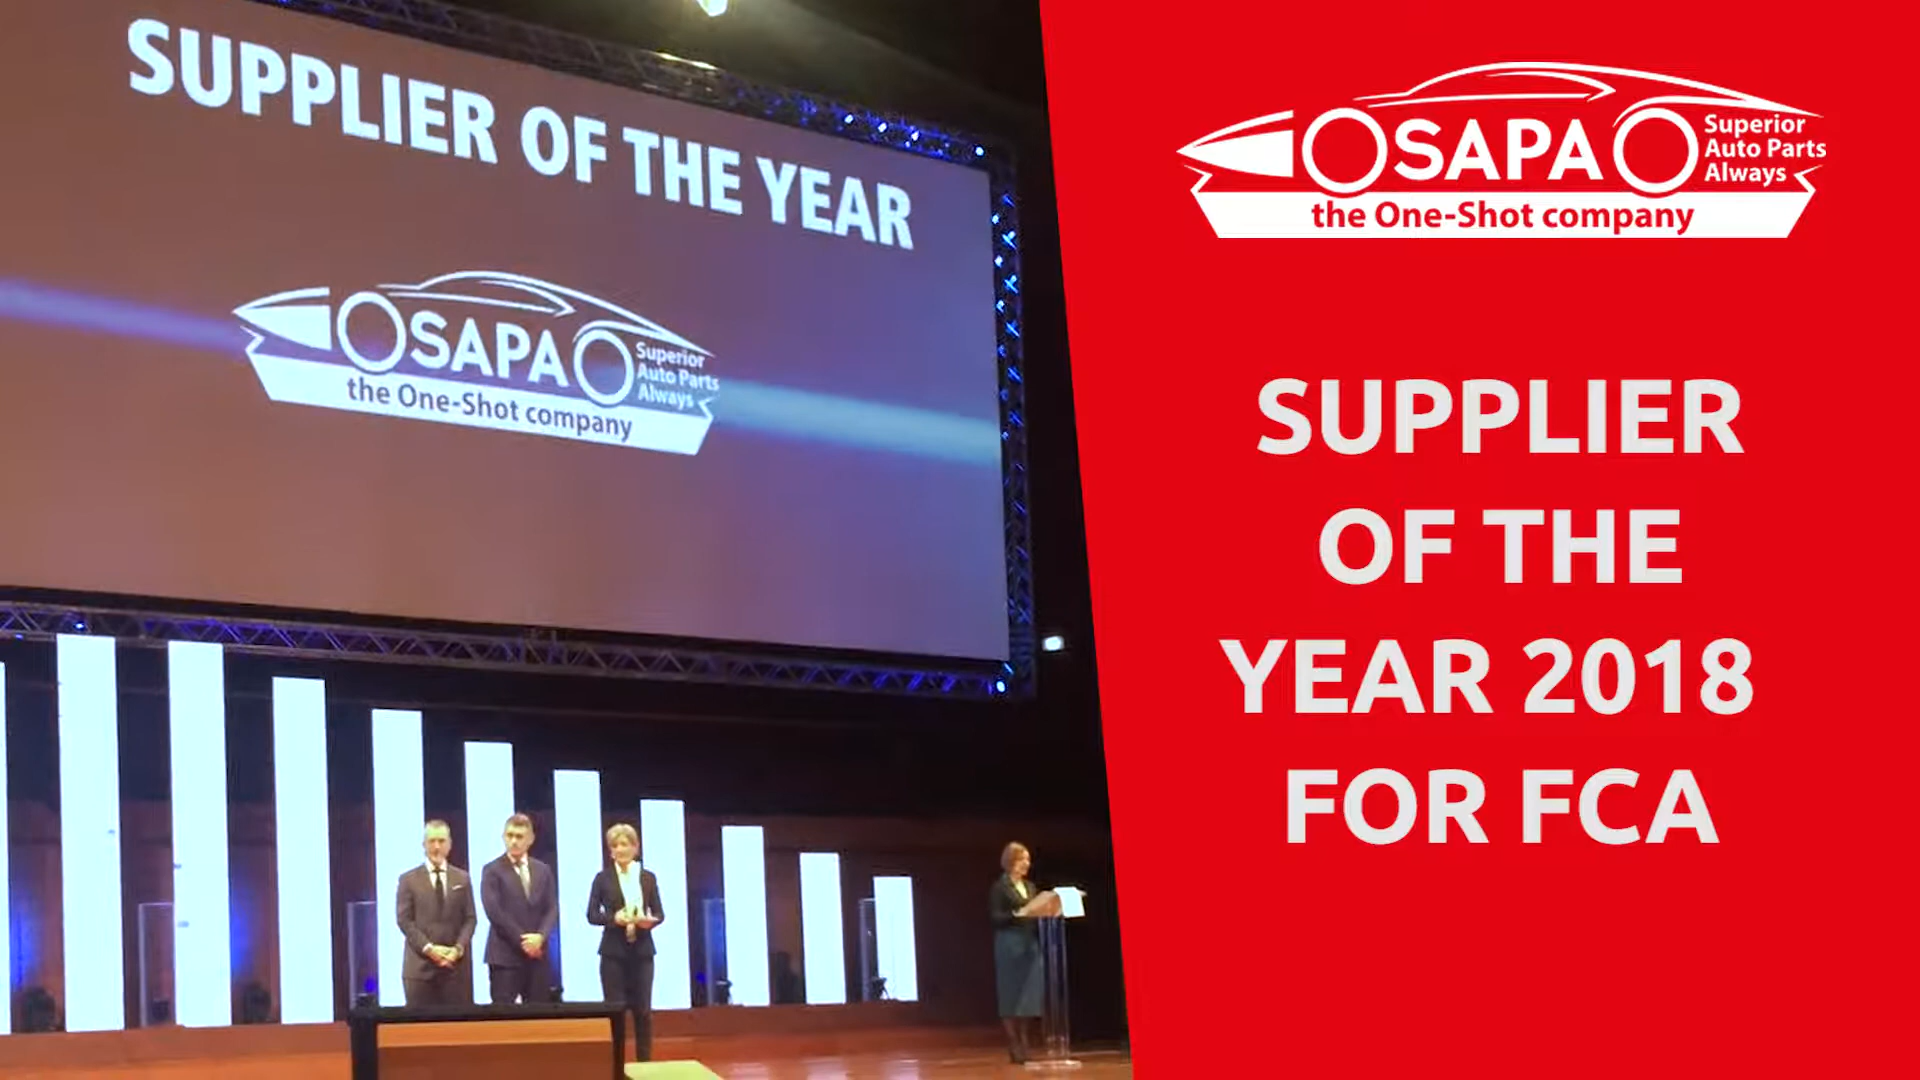 SUPPLIER OF THE YEAR
SAPA
Superior
Auto Parts
Always
the One-Shot company
SAPA
Superior
Auto Parts
Always
the One-Shot company
SUPPLIER
OF THE
YEAR 2018
FOR FCA